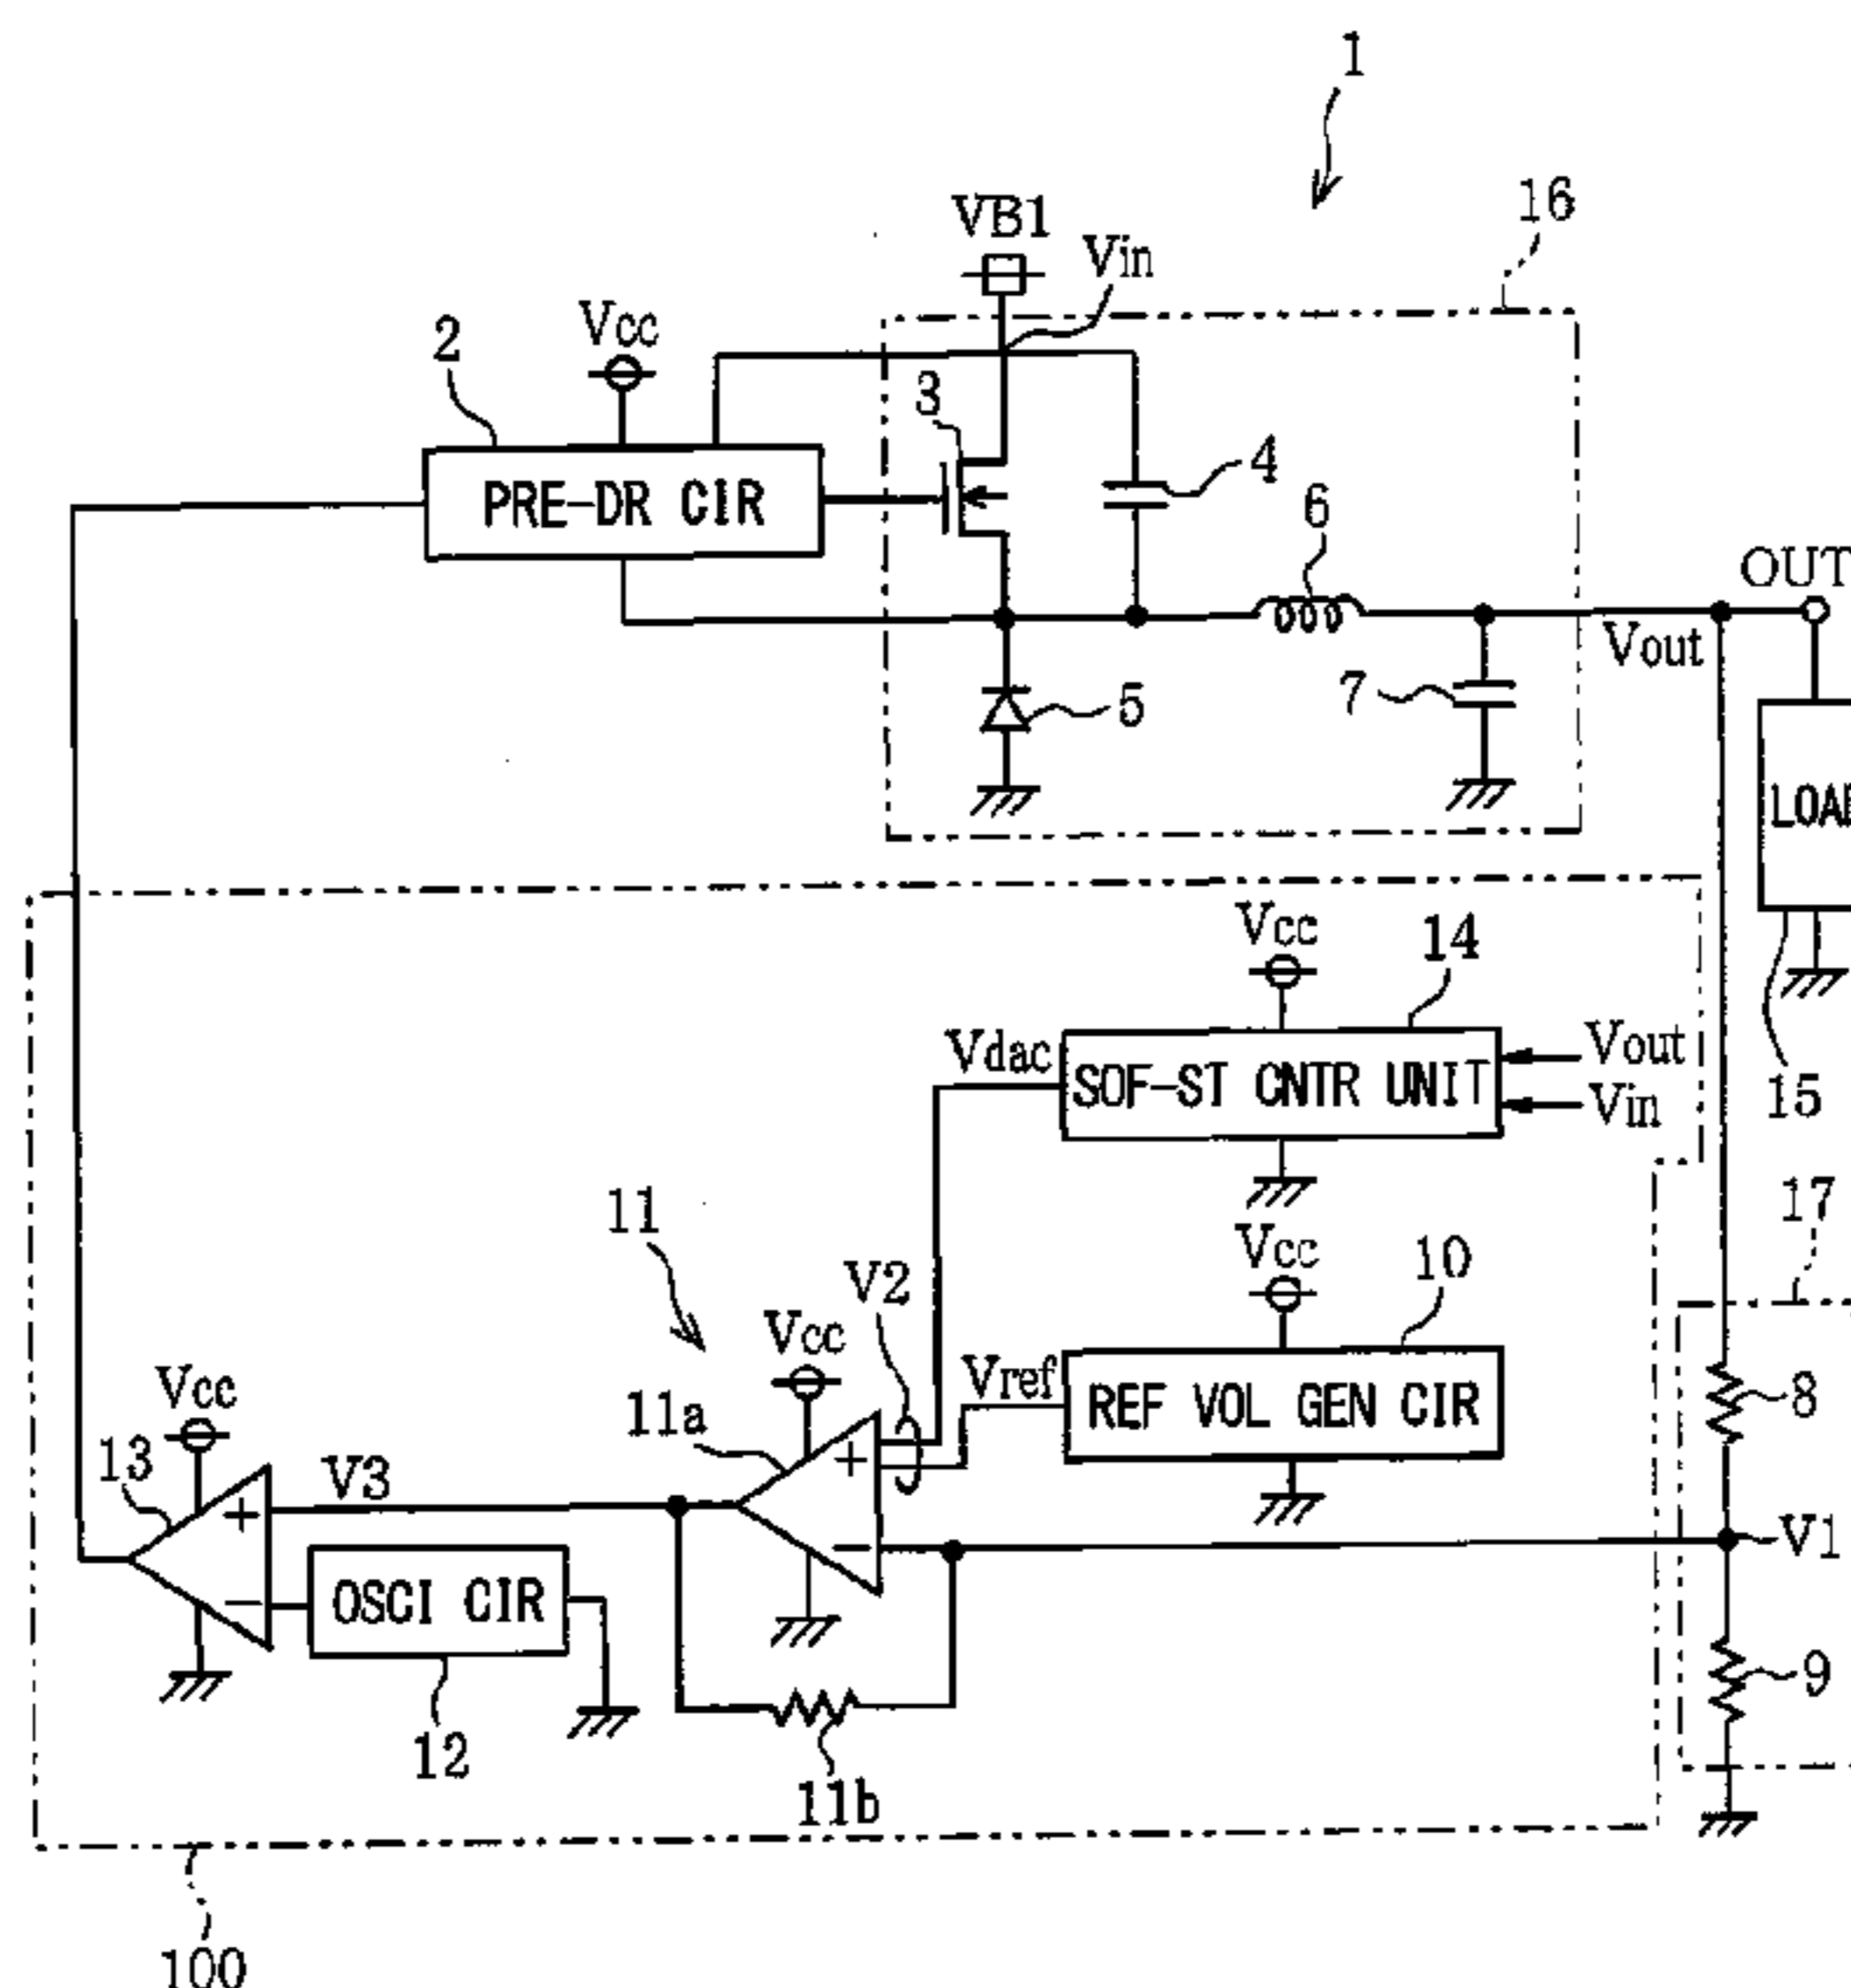 1
16
VB1
Vin
Vcc
2
3
4
PRE-DR CIR
6
OUT
Vout
7
5
LOA
Vcc
14
Vdac
SOF-ST CNTR UNIT
Vout
Vin
15
11
17
Vcc
10
V2
Vcc
11a
Vref
REF VOL GEN CIR
8
Vcc
13
V3
+
+
−
V1
−
OSCI CIR
9
12
11b
100